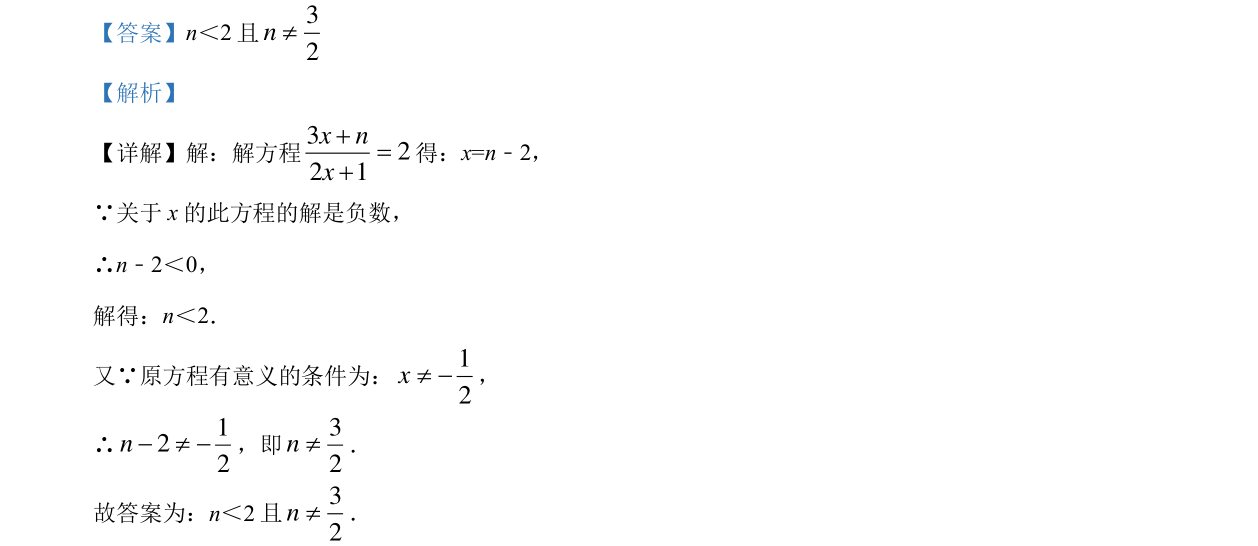 【答案】n＜2 且 n ≠ 3/2
【解析】
【详解】解：解方程 (3x + n)/(2x + 1) = 2 得：x=n﹣2，
∵关于 x 的此方程的解是负数，
∴n﹣2＜0，
解得：n＜2．
又∵原方程有意义的条件为： x ≠ −1/2，
∴ n − 2 ≠ −1/2，即 n ≠ 3/2．
故答案为：n＜2 且 n ≠ 3/2．